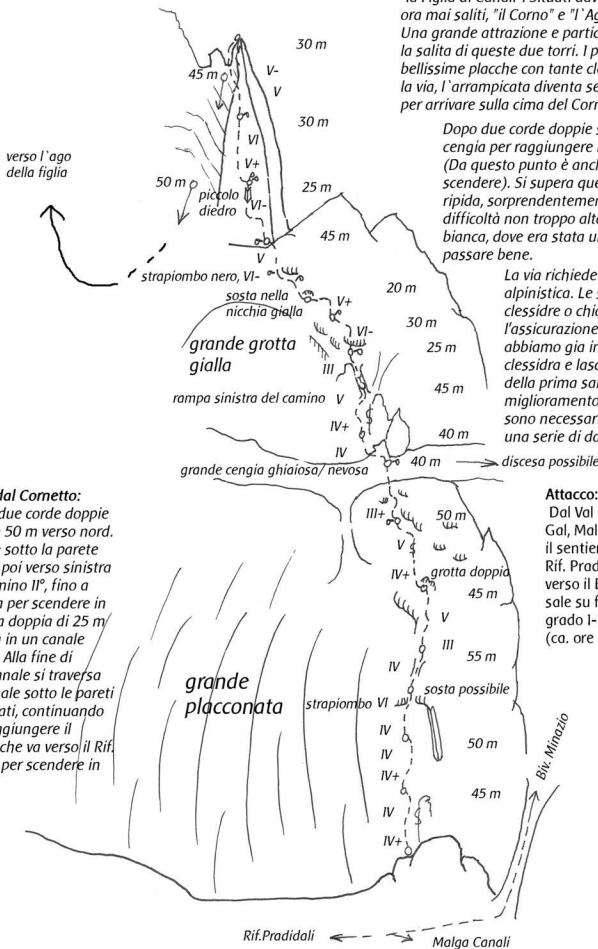 "la Figlia di Canali". Situati dav
ora mai saliti, "il Corno" e "l`Ag
Una grande attrazione e partic
la salita di queste due torri. I p
bellissime placche con tante cle
la via, l`arrampicata diventa se
per arrivare sulla cima del Corn
Dopo due corde doppie s
cengia per raggiungere l
(Da questo punto è anch
scendere). Si supera que
ripida, sorprendentemen
difficoltà non troppo alte
bianca, dove era stata u
passare bene.
La via richiede
alpinistica. Le s
clessidre o chio
l'assicurazione
abbiamo gia in
clessidra e lasc
della prima sal
miglioramento
sono necessari
una serie di da
30 m
45 m
V-
V
30 m
VI
verso l`ago
della figlia
V+
50 m
piccolo
diedro
VI-
25 m
45 m
V
strapiombo nero, VI-
sosta nella
nicchia gialla
20 m
V+
30 m
VI-
grande grotta
gialla
25 m
III
45 m
rampa sinistra del camino
V
IV+
40 m
IV
grande cengia ghiaiosa/ nevosa
40 m
discesa possibile
dal Cornetto:
due corde doppie
50 m verso nord.
sotto la parete
poi verso sinistra
mino II°, fino a
per scendere in
a doppia di 25 m
in un canale
Alla fine di
anale si traversa
ale sotto le pareti
ati, continuando
ggiungere il
che va verso il Rif.
per scendere in
Attacco:
Dal Val
Gal, Mal
il sentier
Rif. Prad
verso il B
sale su f
grado I-
(ca. ore
III+
50 m
V
IV+
grotta doppia
45 m
V
III
55 m
IV
grande
placconata
sosta possibile
strapiombo VI
IV
IV
50 m
IV+
45 m
IV
IV+
Biv. Minazio
Rif.Pradidali
Malga Canali